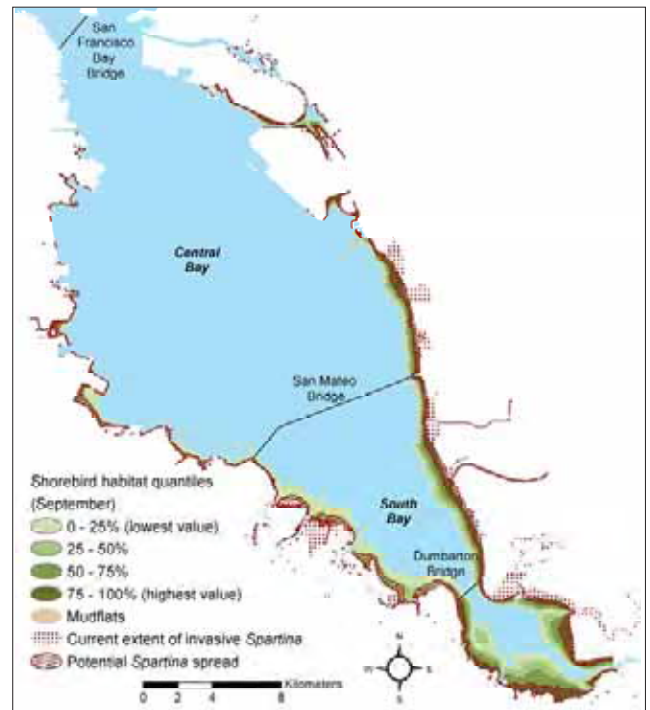 San
Francisco
Bay
Bridge
Central
Bay
San Mateo
Bridge
South
Bay
Dumbarton
Bridge
Shorebird habitat quantiles
(September)
0 - 25% (lowest value)
25 - 50%
50 - 75%
75 - 100% (highest value)
Mudflats
Current extent of invasive Spartina
Potential Spartina spread
Kilometers
0 2 4 8
N
W
S